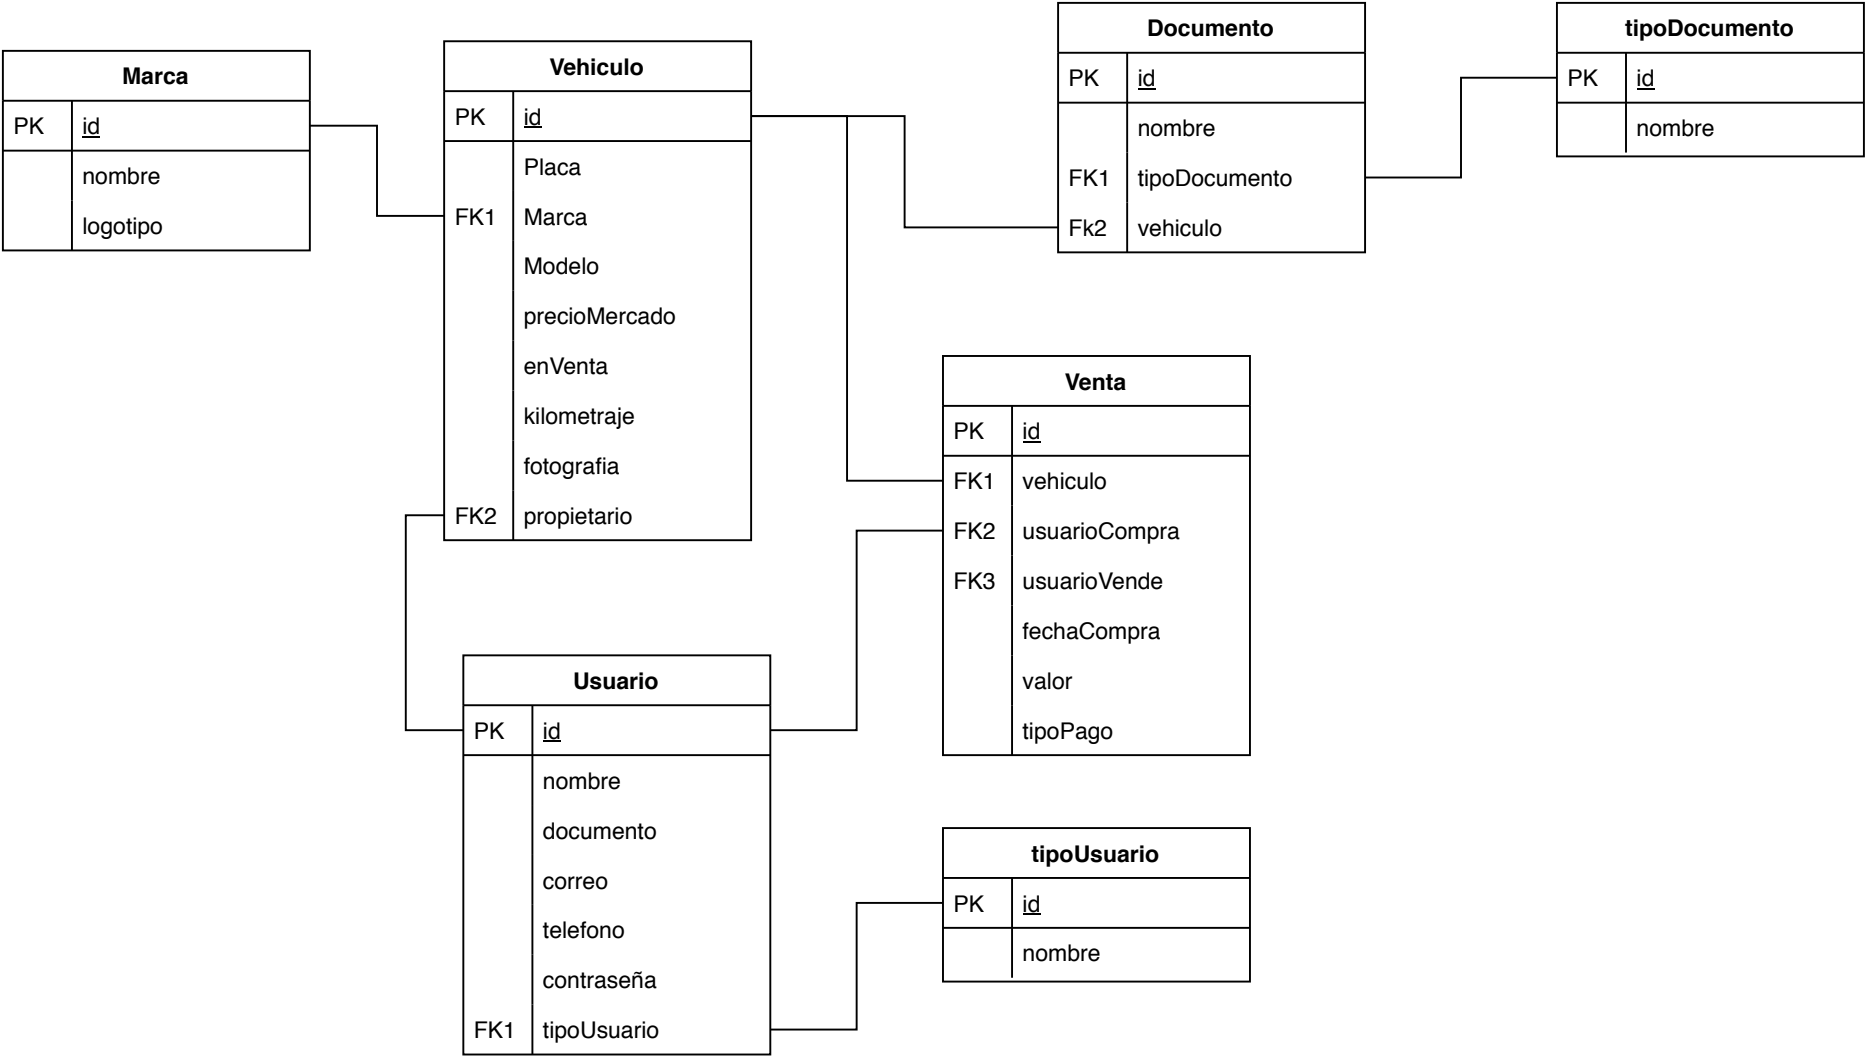 Marca
PK id
nombre
logotipo
Vehiculo
PK id
Placa
FK1 Marca
Modelo
precioMercado
enVenta
kilometraje
fotografia
FK2 propietario
Documento
PK id
nombre
FK1 tipoDocumento
Fk2 vehiculo
tipoDocumento
PK id
nombre
Venta
PK id
FK1 vehiculo
FK2 usuarioCompra
FK3 usuarioVende
fechaCompra
valor
tipoPago
Usuario
PK id
nombre
documento
correo
telefono
contraseña
FK1 tipoUsuario
tipoUsuario
PK id
nombre